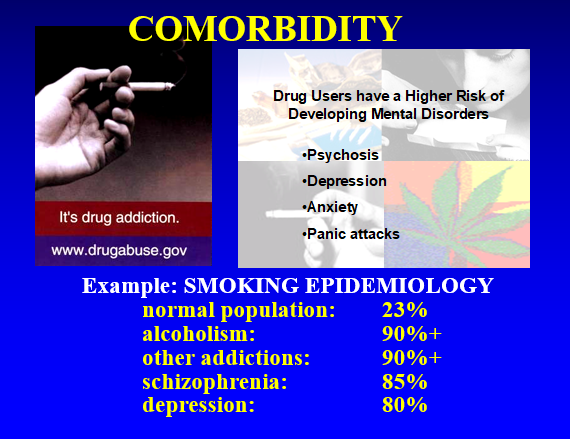 COMORBIDITY
It's drug addiction.
www.drugabuse.gov
Drug Users have a Higher Risk of
Developing Mental Disorders
•Psychosis
•Depression
•Anxiety
•Panic attacks
Example: SMOKING EPIDEMIOLOGY
normal population: 23%
alcoholism: 90%+
other addictions: 90%+
schizophrenia: 85%
depression: 80%